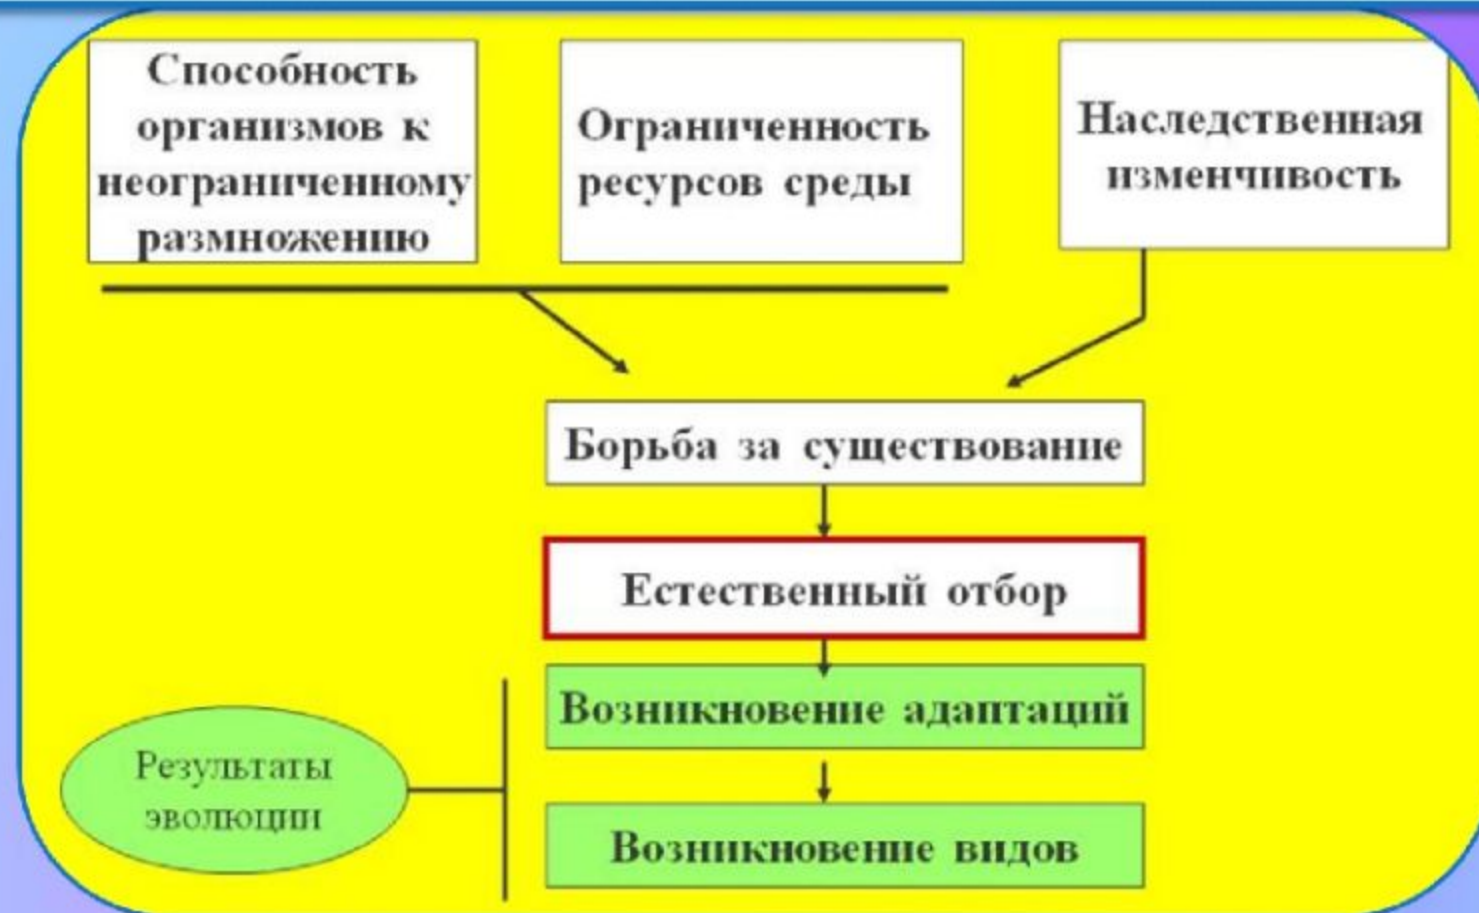 Способность
организмов к
неограниченному
размножению
Ограниченность
ресурсов среды
Наследственная
изменчивость
Борьба за существование
Естественный отбор
Возникновение адаптаций
Результаты
эволюции
Возникновение видов